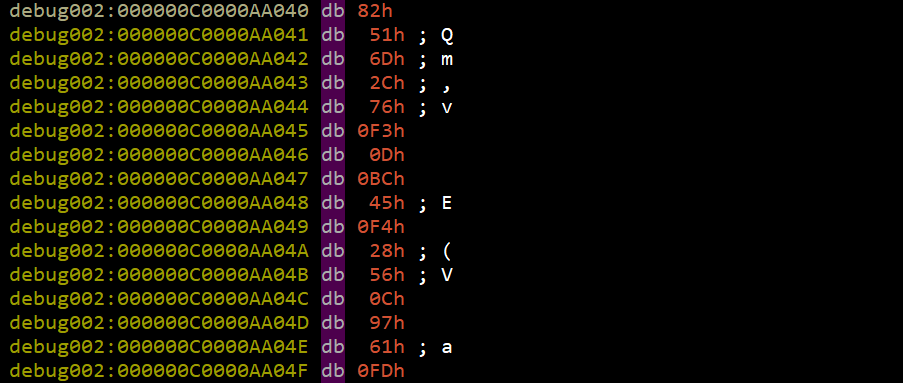 debug002:000000C0000AA040 db 82h
debug002:000000C0000AA041 db 51h ; Q
debug002:000000C0000AA042 db 6Dh ; m
debug002:000000C0000AA043 db 2Ch ; ,
debug002:000000C0000AA044 db 76h ; v
debug002:000000C0000AA045 db 0F3h
debug002:000000C0000AA046 db 0Dh
debug002:000000C0000AA047 db 0BCh
debug002:000000C0000AA048 db 45h ; E
debug002:000000C0000AA049 db 0F4h
debug002:000000C0000AA04A db 28h ; (
debug002:000000C0000AA04B db 56h ; V
debug002:000000C0000AA04C db 0Ch
debug002:000000C0000AA04D db 97h
debug002:000000C0000AA04E db 61h ; a
debug002:000000C0000AA04F db 0FDh